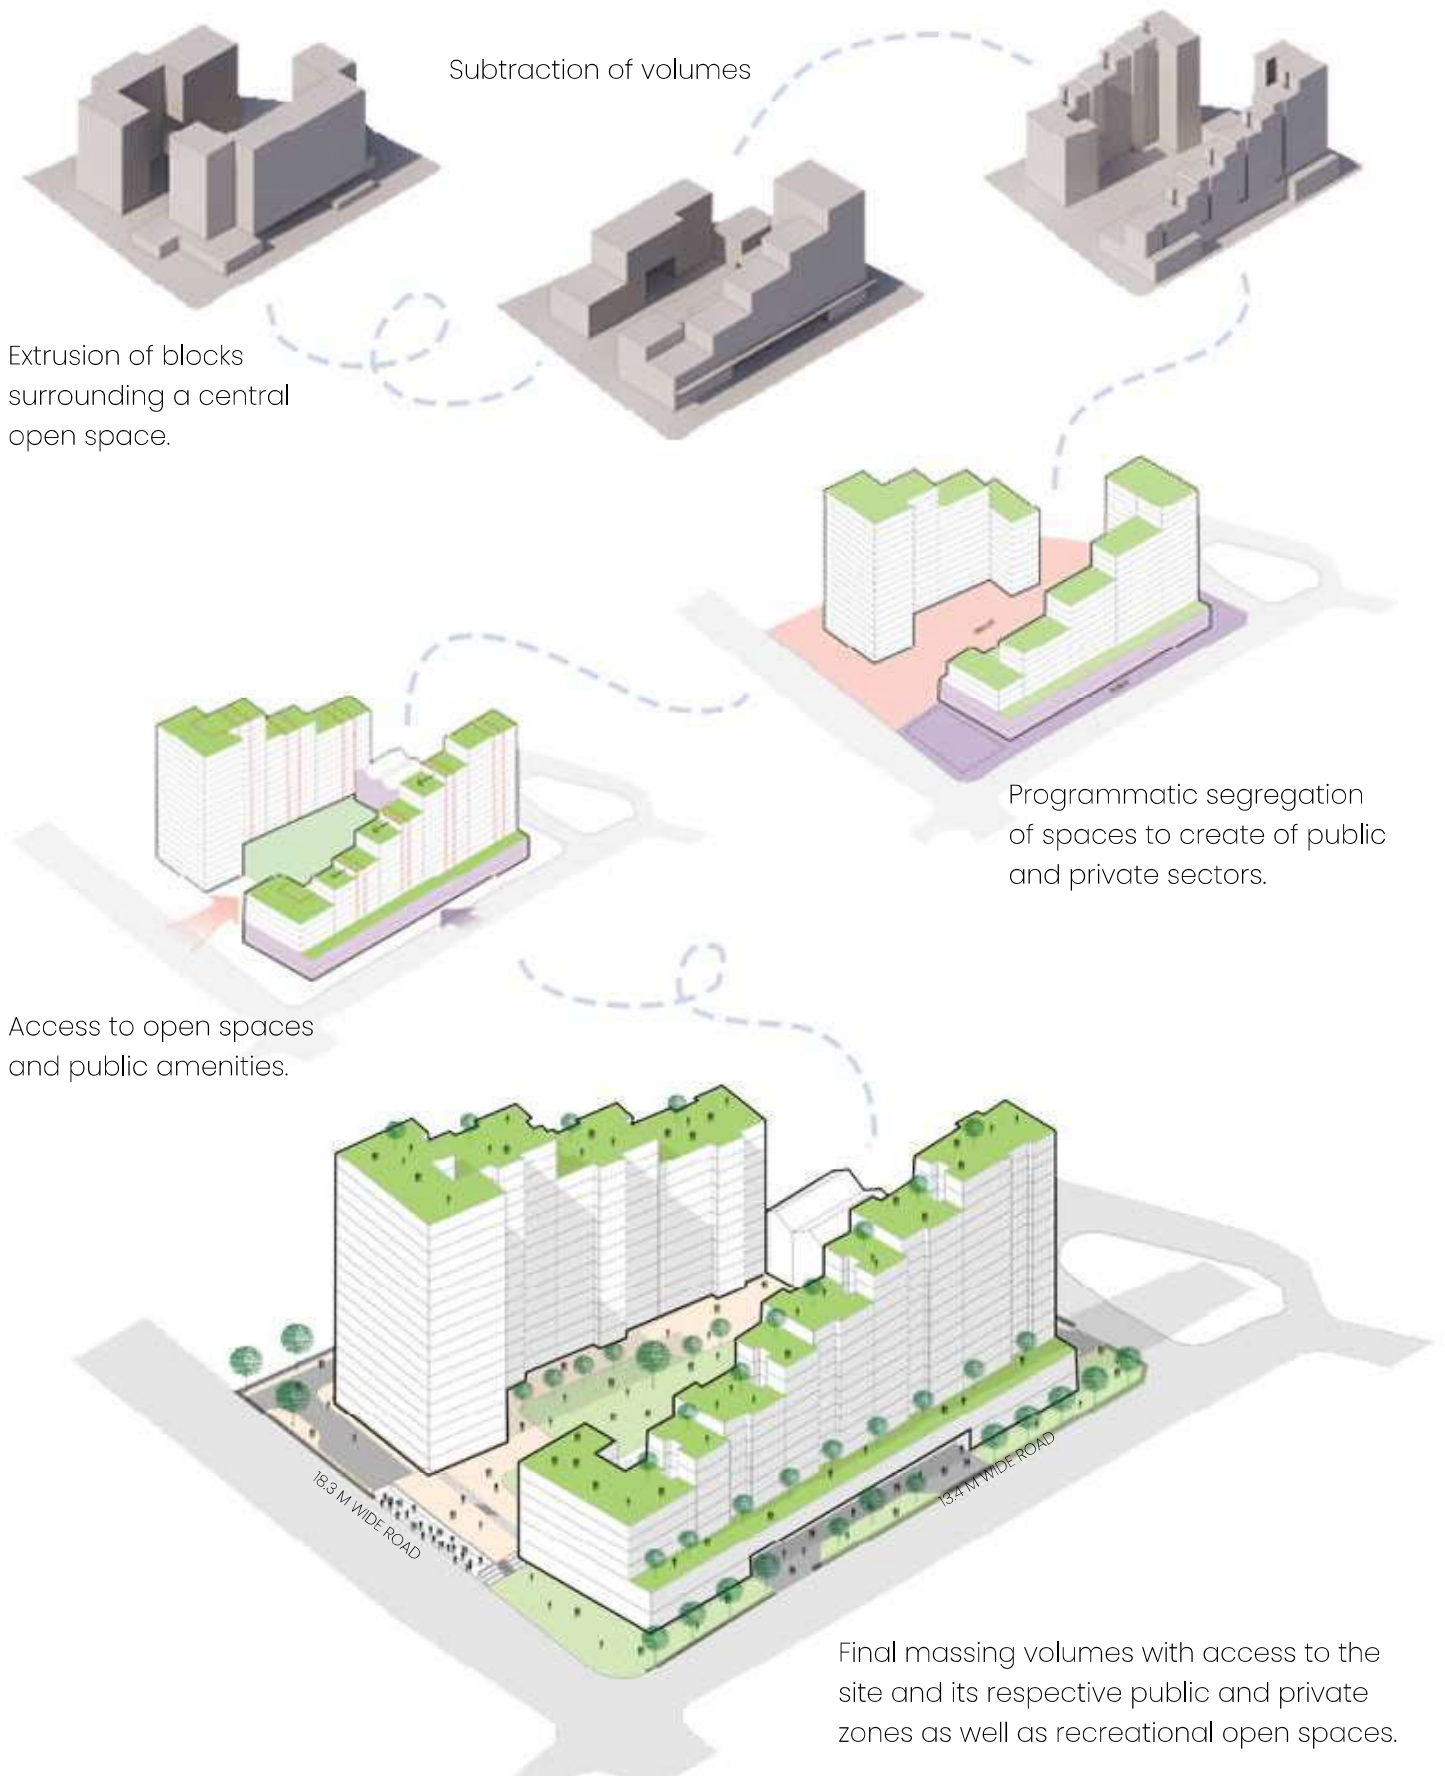 Subtraction of volumes
Extrusion of blocks
surrounding a central
open space.
Programmatic segregation
of spaces to create of public
and private sectors.
Access to open spaces
and public amenities.
18.3 M WIDE ROAD
13.4 M WIDE ROAD
Final massing volumes with access to the
site and its respective public and private
zones as well as recreational open spaces.